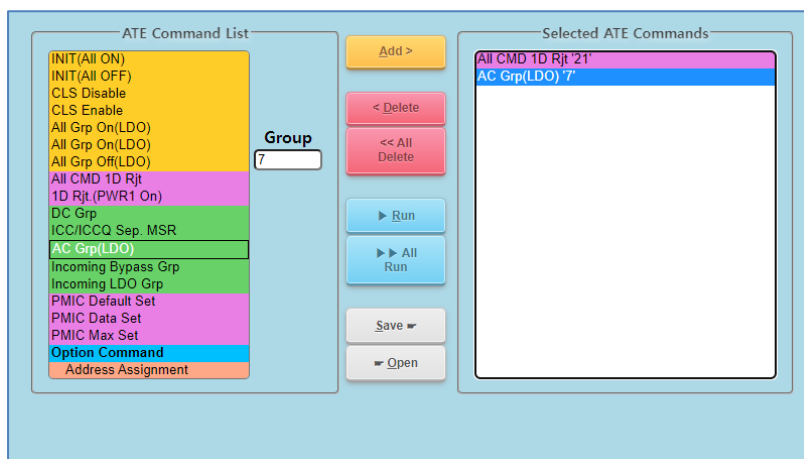 ATE Command List
INIT(All ON)
INIT(All OFF)
CLS Disable
CLS Enable
All Grp On(LDO)
All Grp On(LDO)
All Grp Off(LDO)
All CMD 1D Rjt
1D Rjt.(PWR1 On)
DC Grp
ICC/ICCQ Sep. MSR
AC Grp(LDO)
Incoming Bypass Grp
Incoming LDO Grp
PMIC Default Set
PMIC Data Set
PMIC Max Set
Option Command
Address Assignment
Group
7
Add >
< Delete
<< All
Delete
▶ Run
▶▶ All
Run
Save ☛
☛ Open
Selected ATE Commands
All CMD 1D Rjt '21'
AC Grp(LDO) '7'